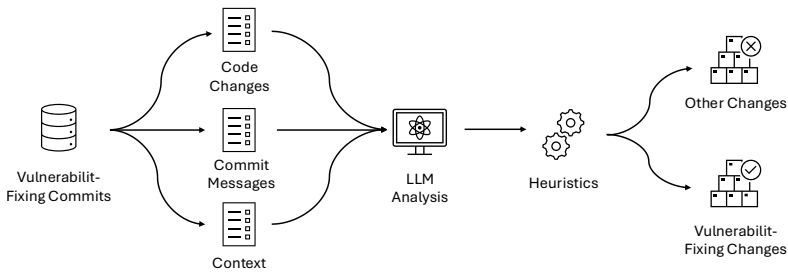 Vulnerabilit-
Fixing Commits
Code
Changes
Commit
Messages
Context
LLM
Analysis
Heuristics
Other Changes
Vulnerabilit-
Fixing Changes